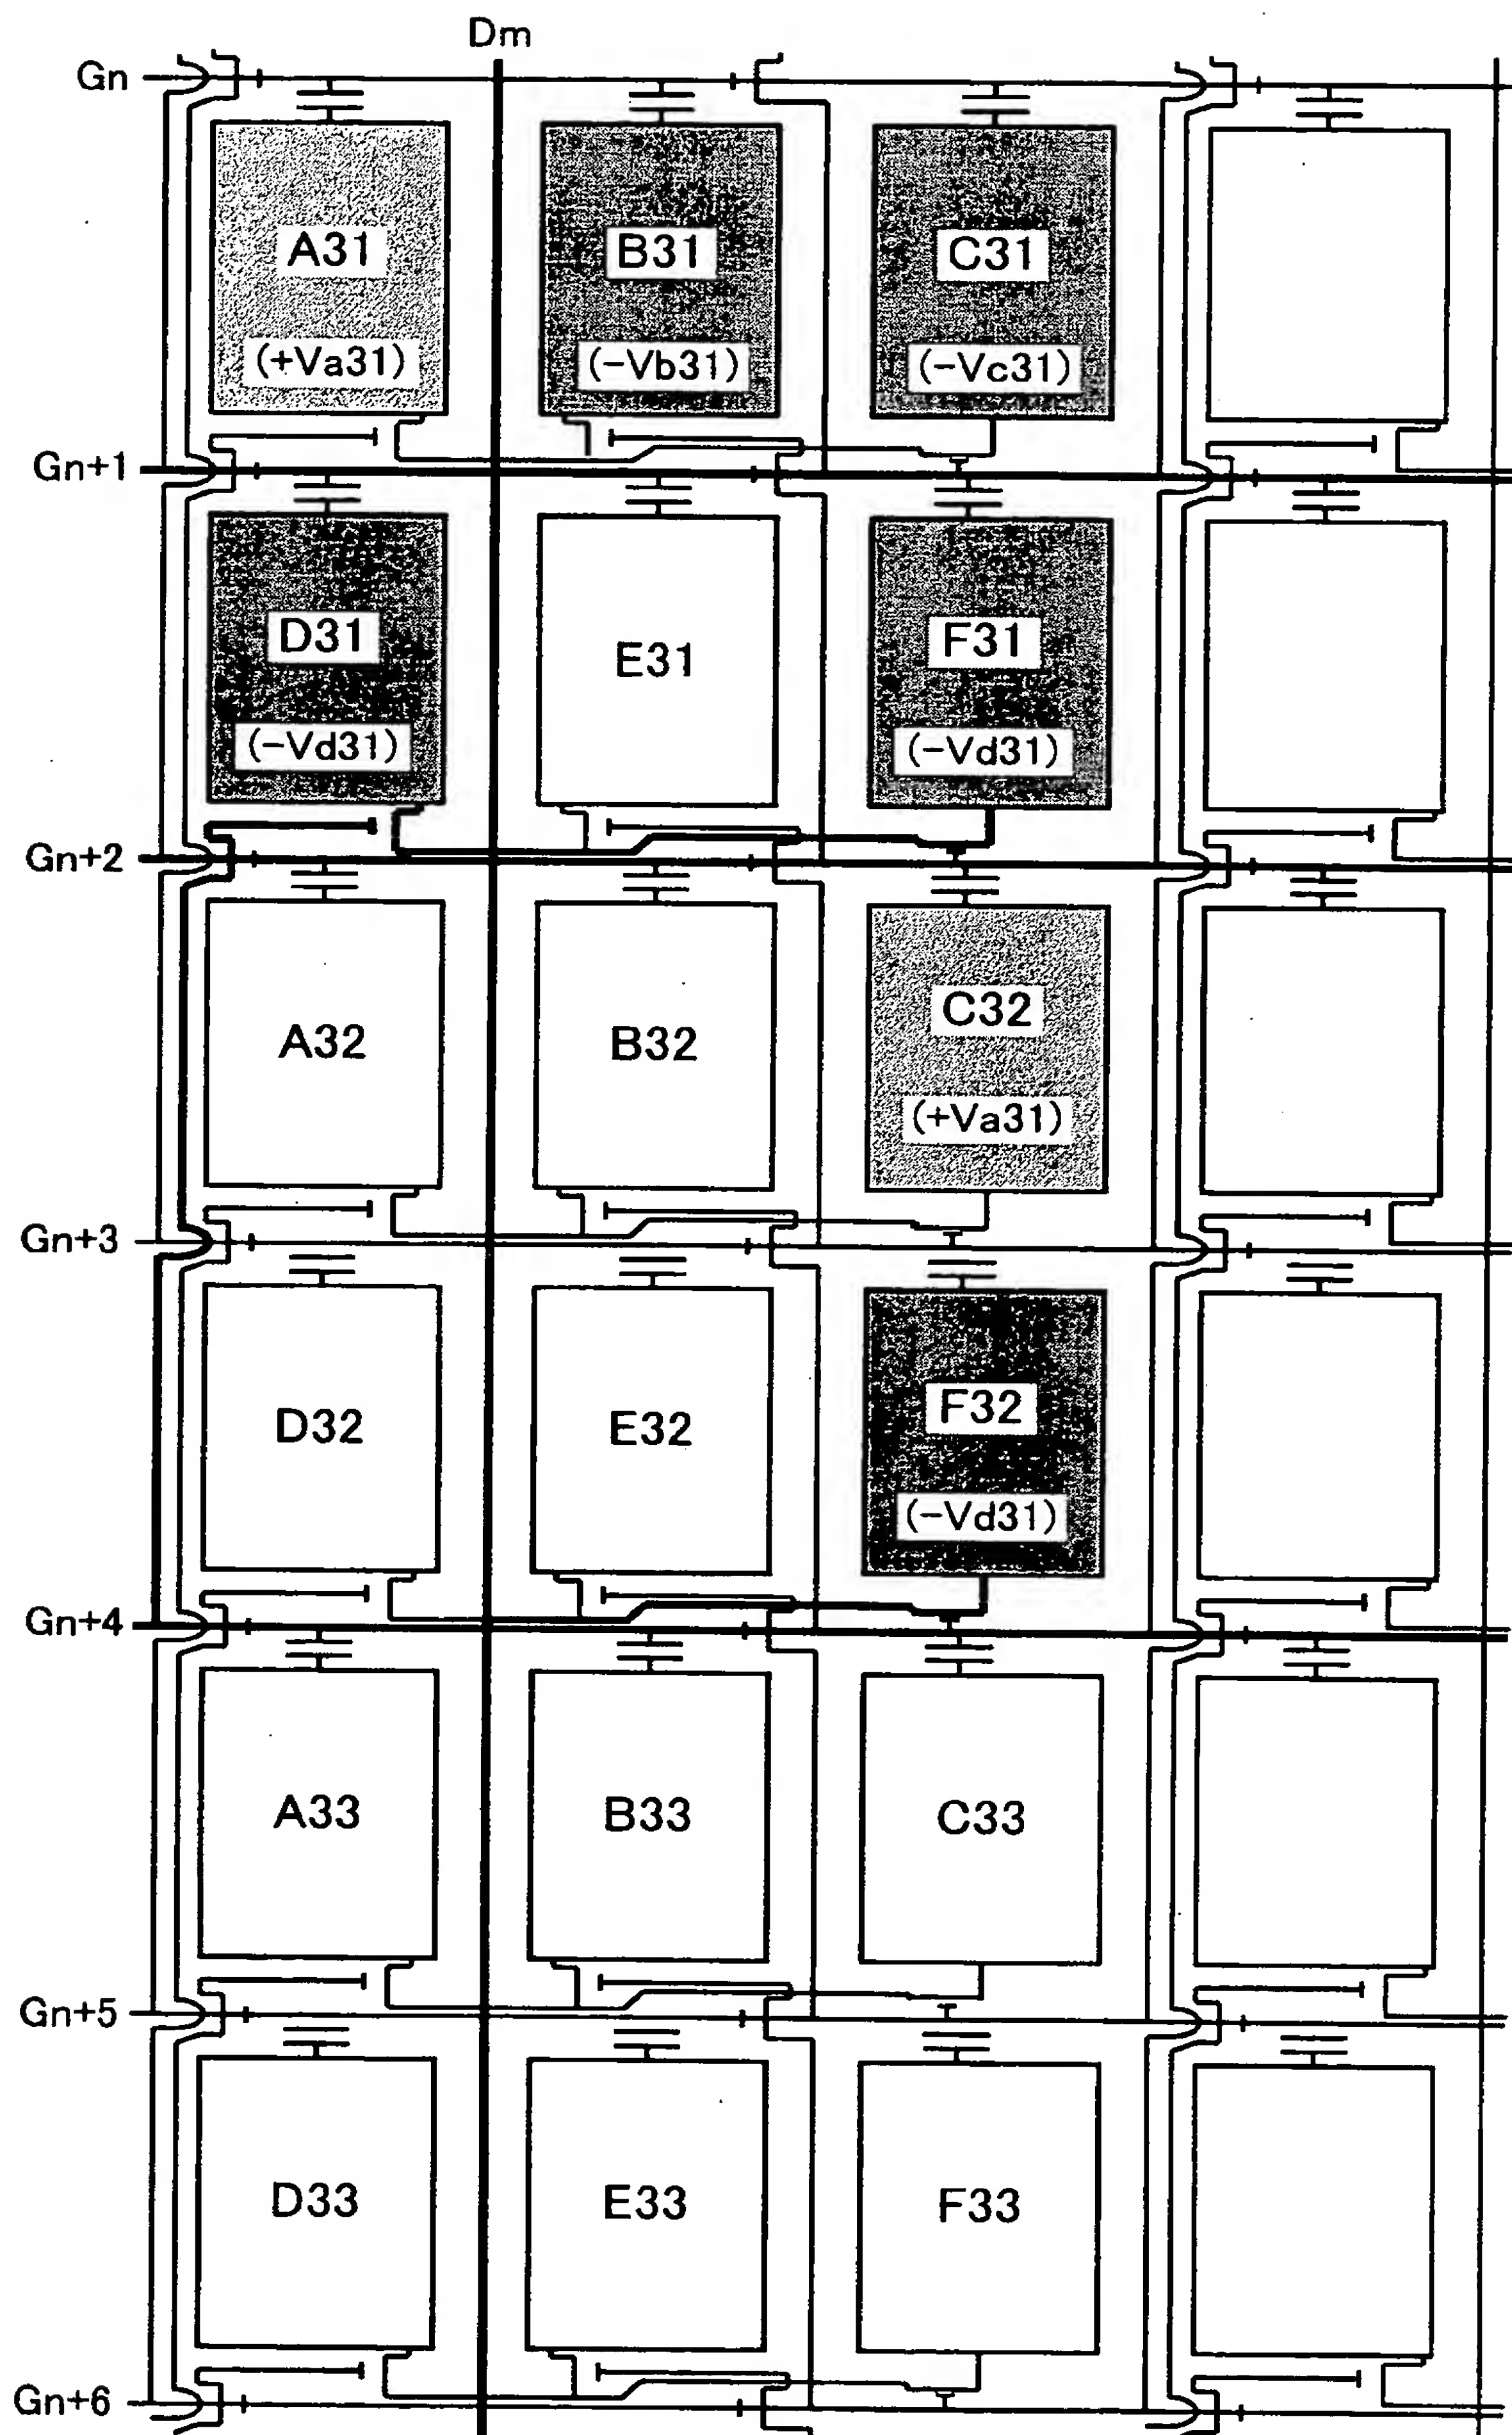 Dm
Gn
A31 B31 C31
(+Va31) (-Vb31) (-Vc31)
Gn+1
D31 E31 F31
(-Vd31) (-Vd31)
Gn+2
A32 B32 C32
(+Va31)
Gn+3
D32 E32 F32
(-Vd31)
Gn+4
A33 B33 C33
Gn+5
D33 E33 F33
Gn+6